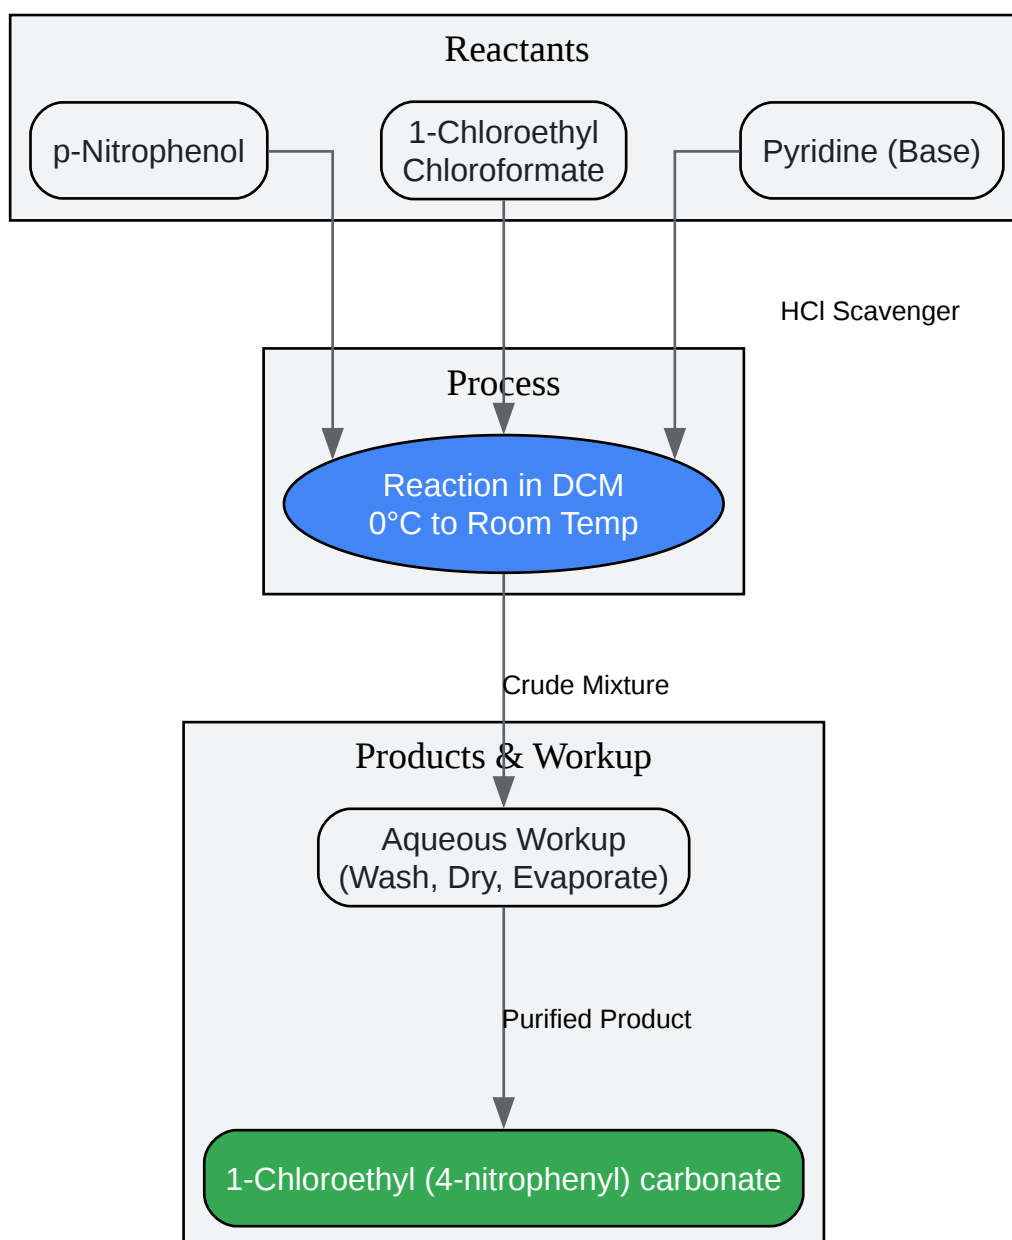 Reactants
p-Nitrophenol
1-Chloroethyl
Chloroformate
Pyridine (Base)
HCl Scavenger
Process
Reaction in DCM
0°C to Room Temp
Crude Mixture
Products & Workup
Aqueous Workup
(Wash, Dry, Evaporate)
Purified Product
1-Chloroethyl (4-nitrophenyl) carbonate